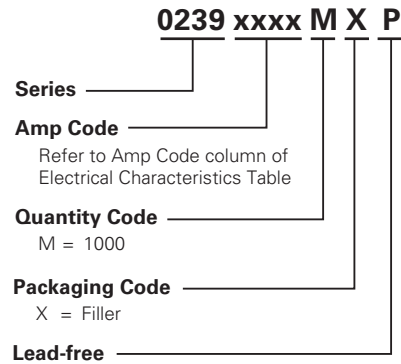 0239 xxxx M X P
Series
Amp Code
Refer to Amp Code column of
Electrical Characteristics Table
Quantity Code
M = 1000
Packaging Code
X = Filler
Lead-free